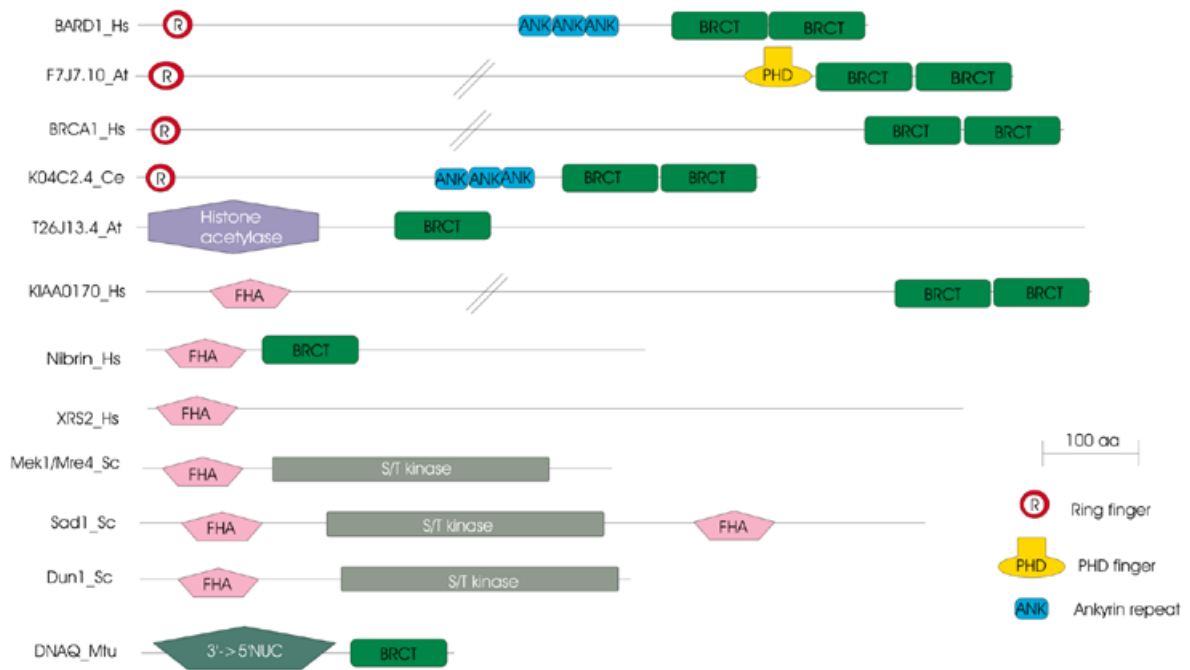 BARD1_Hs R ANK ANK ANK BRCT BRCT
F7J7.10_At R PHD BRCT BRCT
BRCA1_Hs R BRCT BRCT
K04C2.4_Ce R ANK ANK ANK BRCT BRCT
T26J13.4_At Histone acetylase BRCT
KIAA0170_Hs FHA BRCT BRCT
Nibrin_Hs FHA BRCT
XRS2_Hs FHA
100 aa
Mek1/Mre4_Sc FHA S/T kinase
R Ring finger
Sad1_Sc FHA S/T kinase FHA
PHD PHD finger
Dun1_Sc FHA S/T kinase
ANK Ankyrin repeat
DNAQ_Mtu 3'->5'NUC BRCT